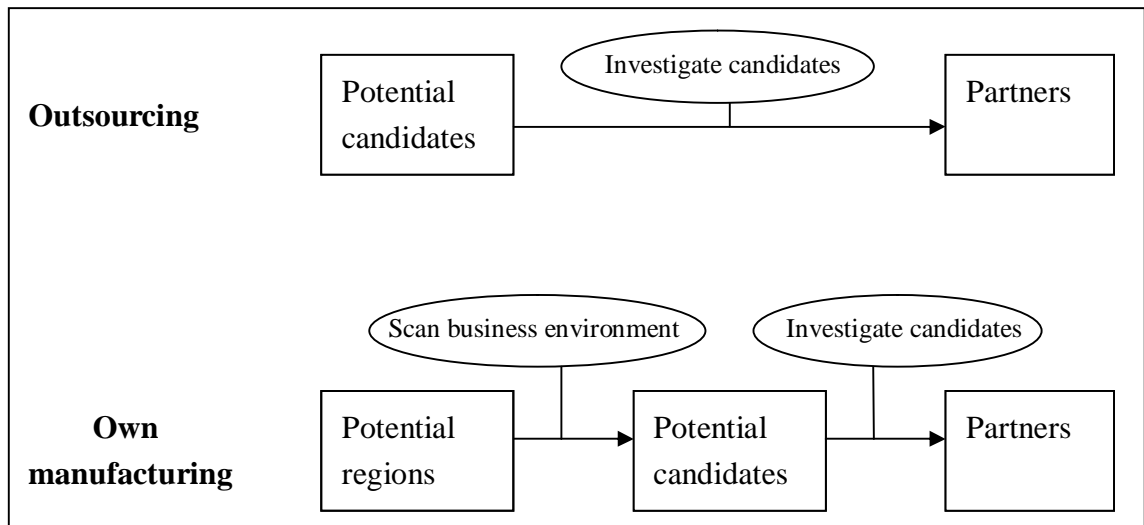 Investigate candidates
Outsourcing
Potential
candidates
Partners
Scan business environment
Investigate candidates
Own
manufacturing
Potential
regions
Potential
candidates
Partners